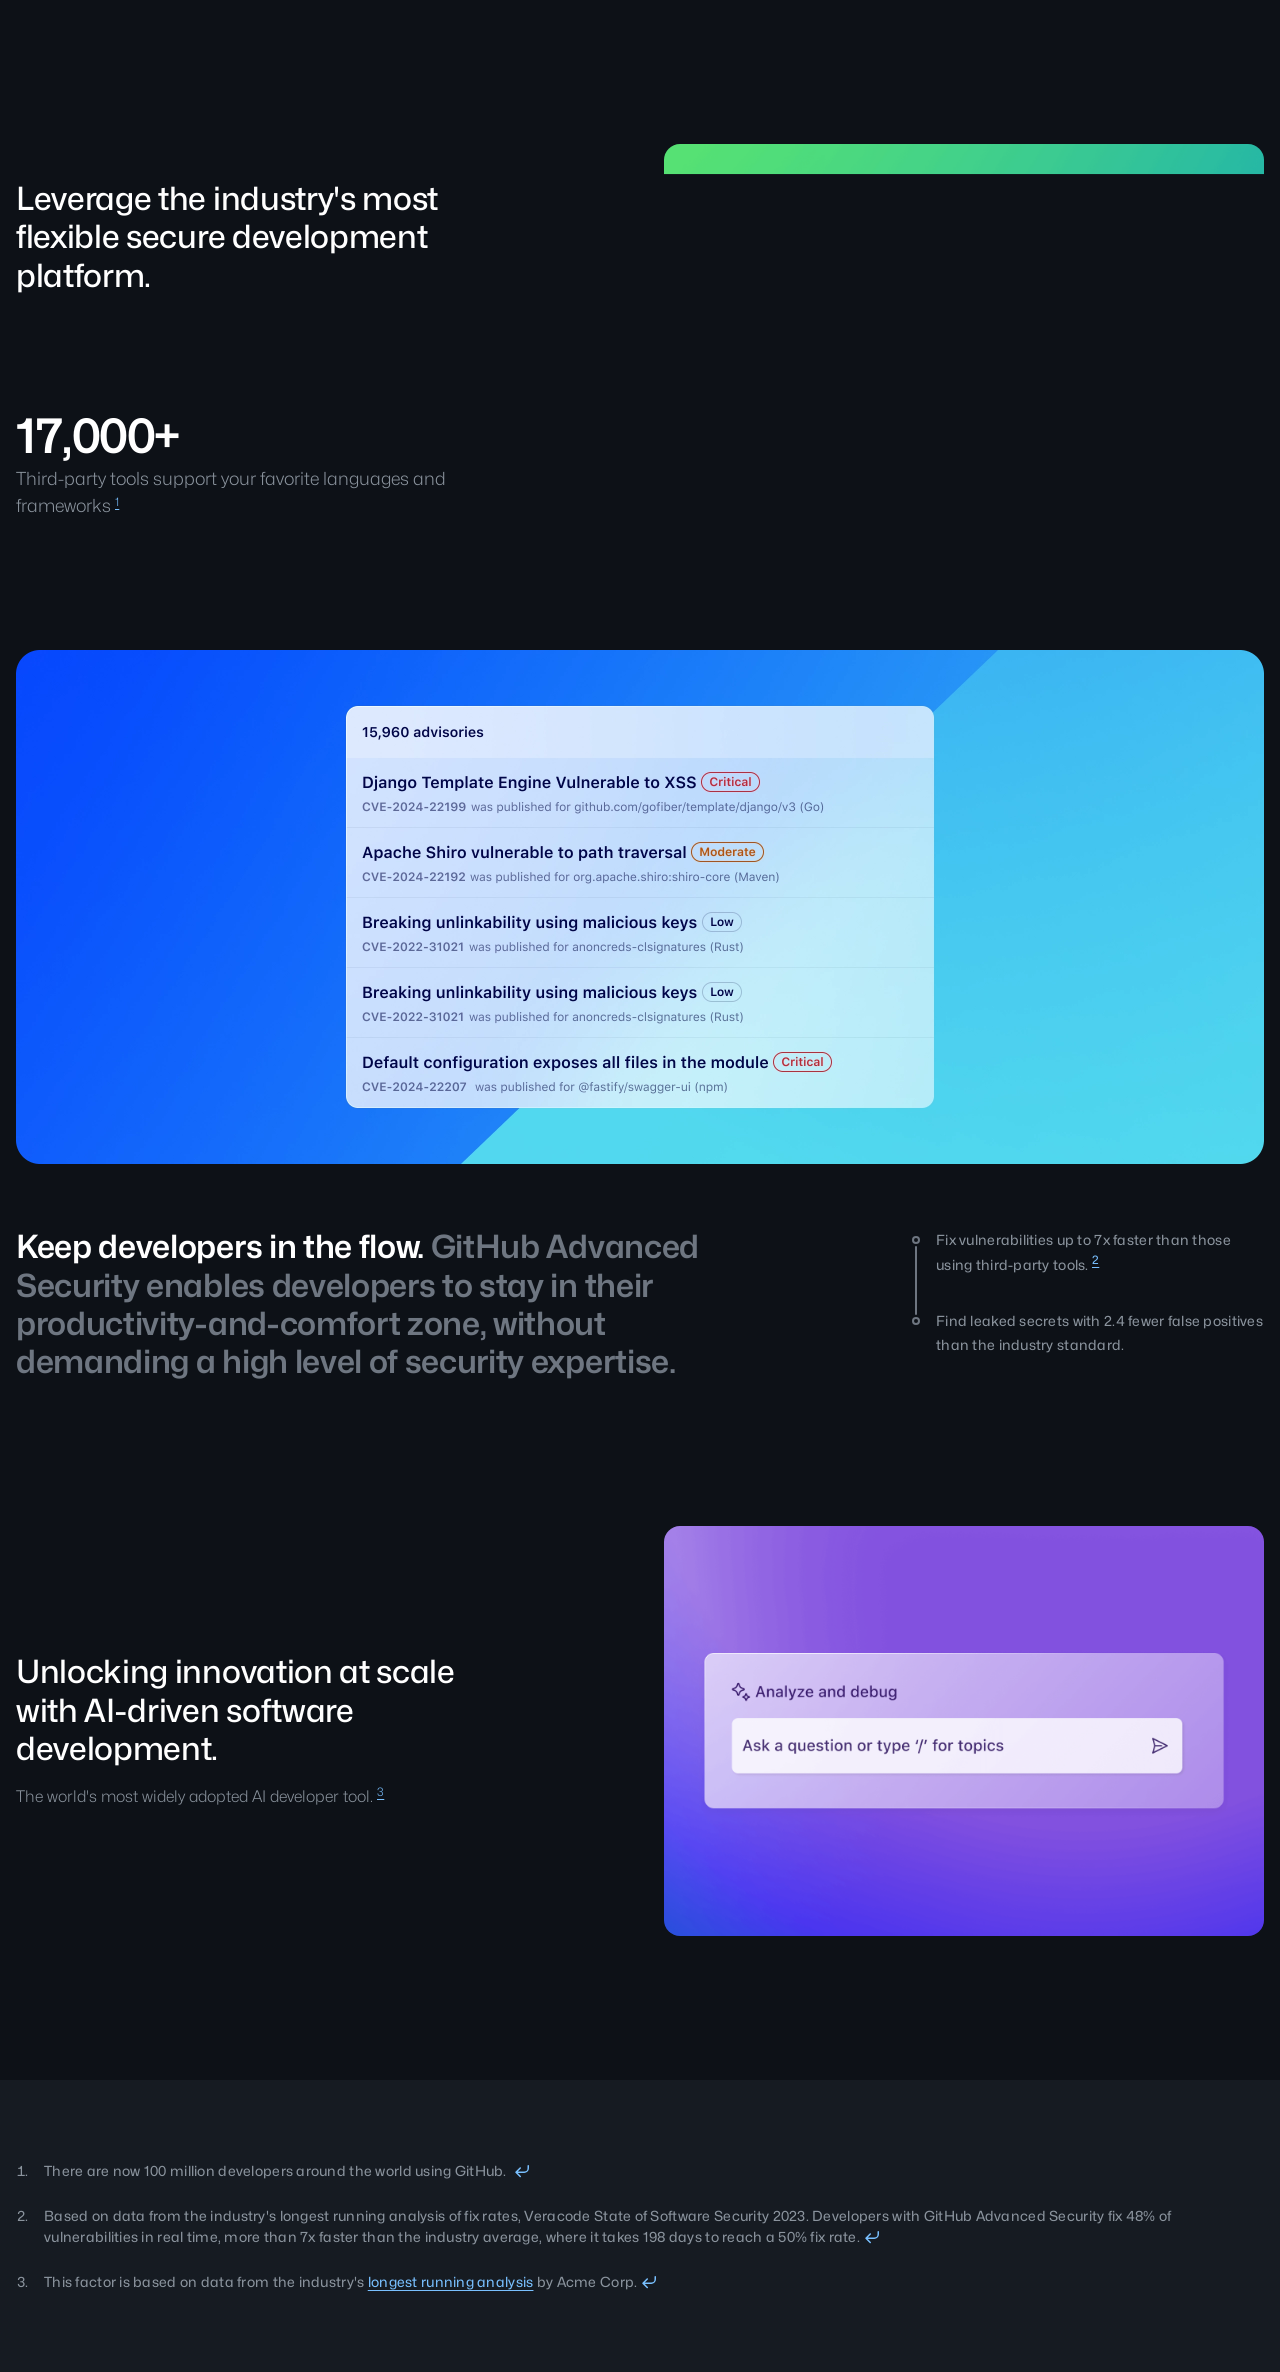 Leverage the industry's most
flexible secure development
platform.
17,000+
Third-party tools support your favorite languages and
frameworks 1
15,960 advisories
Django Template Engine Vulnerable to XSS Critical
CVE-2024-22199 was published for github.com/gofiber/template/django/v3 (Go)
Apache Shiro vulnerable to path traversal Moderate
CVE-2024-22192 was published for org.apache.shiro:shiro-core (Maven)
Breaking unlinkability using malicious keys Low
CVE-2022-31021 was published for anoncreds-clsignatures (Rust)
Breaking unlinkability using malicious keys Low
CVE-2022-31021 was published for anoncreds-clsignatures (Rust)
Default configuration exposes all files in the module Critical
CVE-2024-22207 was published for @fastify/swagger-ui (npm)
Keep developers in the flow. GitHub Advanced
Security enables developers to stay in their
productivity-and-comfort zone, without
demanding a high level of security expertise.
Fix vulnerabilities up to 7x faster than those
using third-party tools. 2
Find leaked secrets with 2.4 fewer false positives
than the industry standard.
Unlocking innovation at scale
with AI-driven software
development.
The world's most widely adopted AI developer tool. 3
Analyze and debug
Ask a question or type ‘/’ for topics
1. There are now 100 million developers around the world using GitHub.
2. Based on data from the industry's longest running analysis of fix rates, Veracode State of Software Security 2023. Developers with GitHub Advanced Security fix 48% of
vulnerabilities in real time, more than 7x faster than the industry average, where it takes 198 days to reach a 50% fix rate.
3. This factor is based on data from the industry's longest running analysis by Acme Corp.